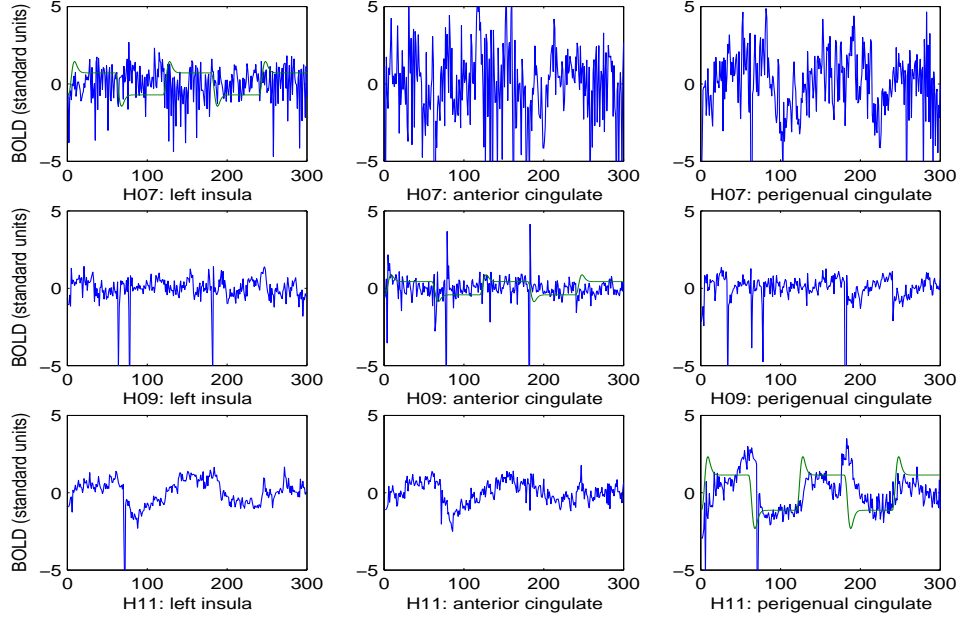 BOLD (standard units)
5
0
−5
0 100 200 300
H07: left insula
5
0
−5
0 100 200 300
H07: anterior cingulate
5
0
−5
0 100 200 300
H07: perigenual cingulate
BOLD (standard units)
5
0
−5
0 100 200 300
H09: left insula
5
0
−5
0 100 200 300
H09: anterior cingulate
5
0
−5
0 100 200 300
H09: perigenual cingulate
BOLD (standard units)
5
0
−5
0 100 200 300
H11: left insula
5
0
−5
0 100 200 300
H11: anterior cingulate
5
0
−5
0 100 200 300
H11: perigenual cingulate